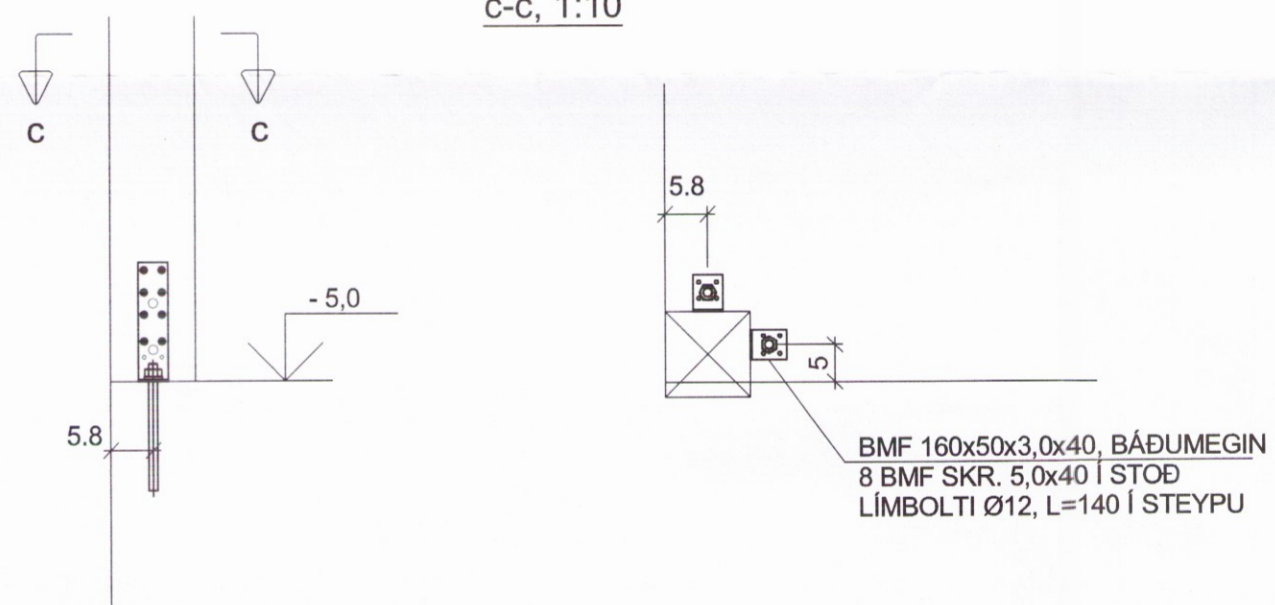 C-C, 1:10
C
C
5.8
- 5,0
5
5.8
BMF 160x50x3,0x40, BÁÐUMEGIN
8 BMF SKR. 5,0x40 Í STOÐ
LÍMBOLTI Ø12, L=140 Í STEYPU